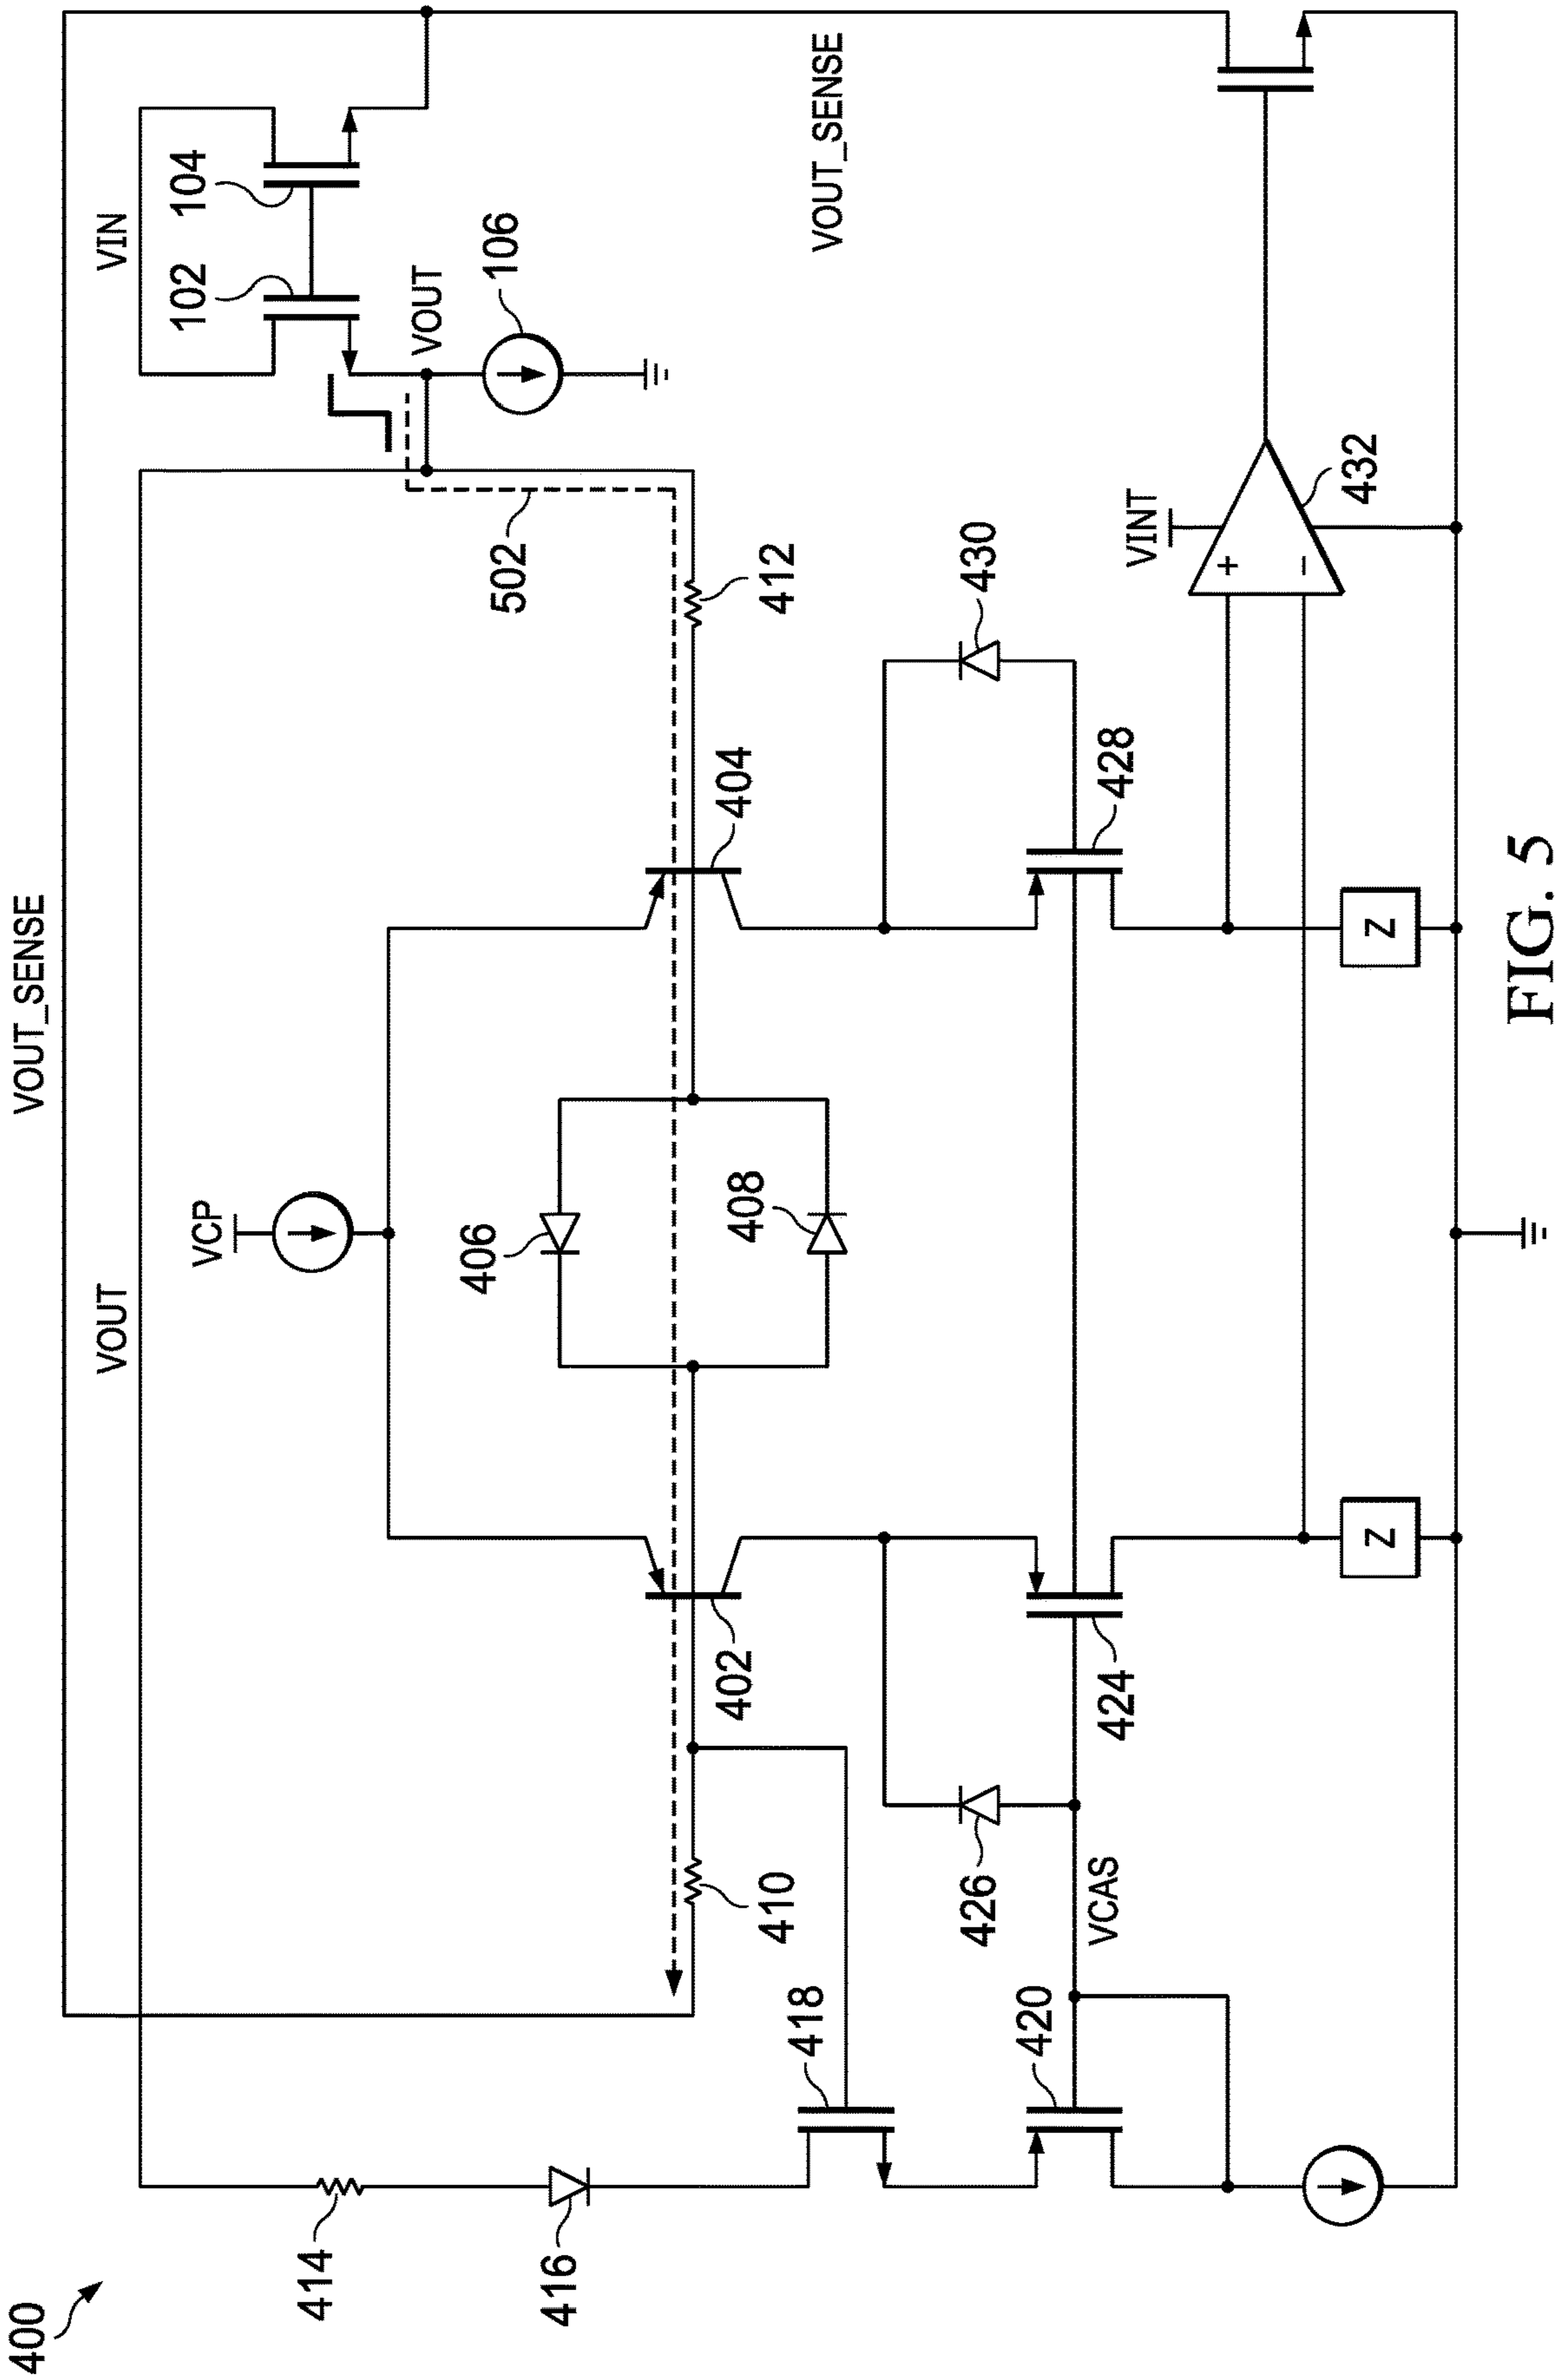 400
VOUT_SENSE
VOUT
VIN
102
104
VOUT
106
VCP
502
414
416
406
408
412
404
402
410
418
430
VOUT_SENSE
428
426
424
420
VCAS
VINT
+
-
432
Z
Z
FIG. 5